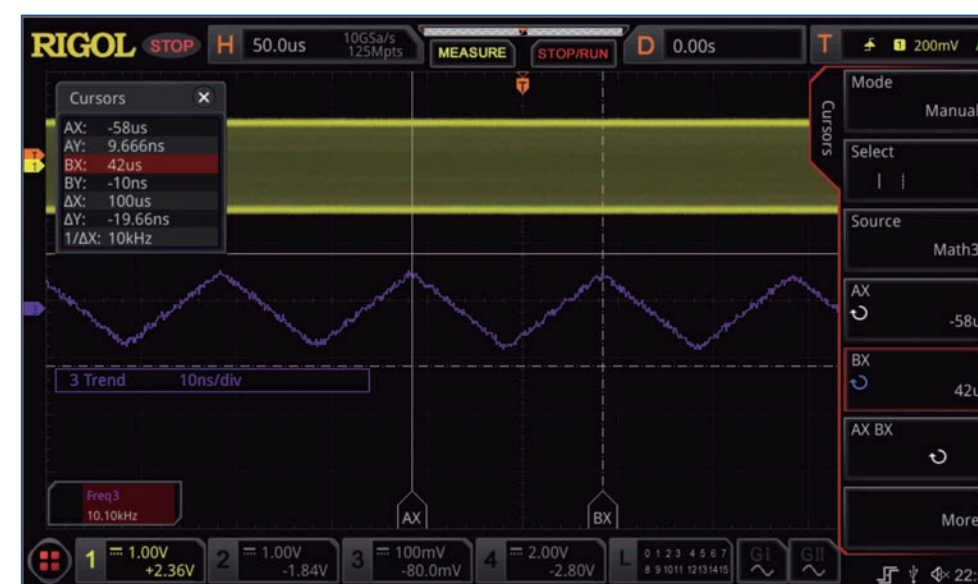 RIGOL STOP H 50.0us 10GSa/s 125Mpts MEASURE STOP/RUN D 0.00s T 1 200mV
T
Cursors
AX: -58us
AY: 9.666ns
BX: 42us
BY: -10ns
ΔX: 100us
ΔY: -19.66ns
1/ΔX: 10kHz
T
1
3 Trend 10ns/div
Freq3
10.10kHz
AX BX
Cursors
Mode
Manual
Select
Source
Math3
AX
-58u
BX
42u
AX BX
More
1 1.00V +2.36V 2 1.00V -1.84V 3 100mV -80.0mV 4 2.00V -2.80V L 0 1 2 3 4 5 6 7 GI GII
8 9 1011 12131415
22: